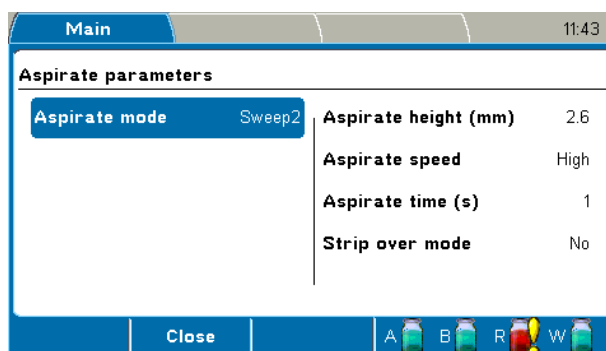 Main 11:43
Aspirate parameters
Aspirate mode Sweep2
Aspirate height (mm) 2.6
Aspirate speed High
Aspirate time (s) 1
Strip over mode No
Close A B R W